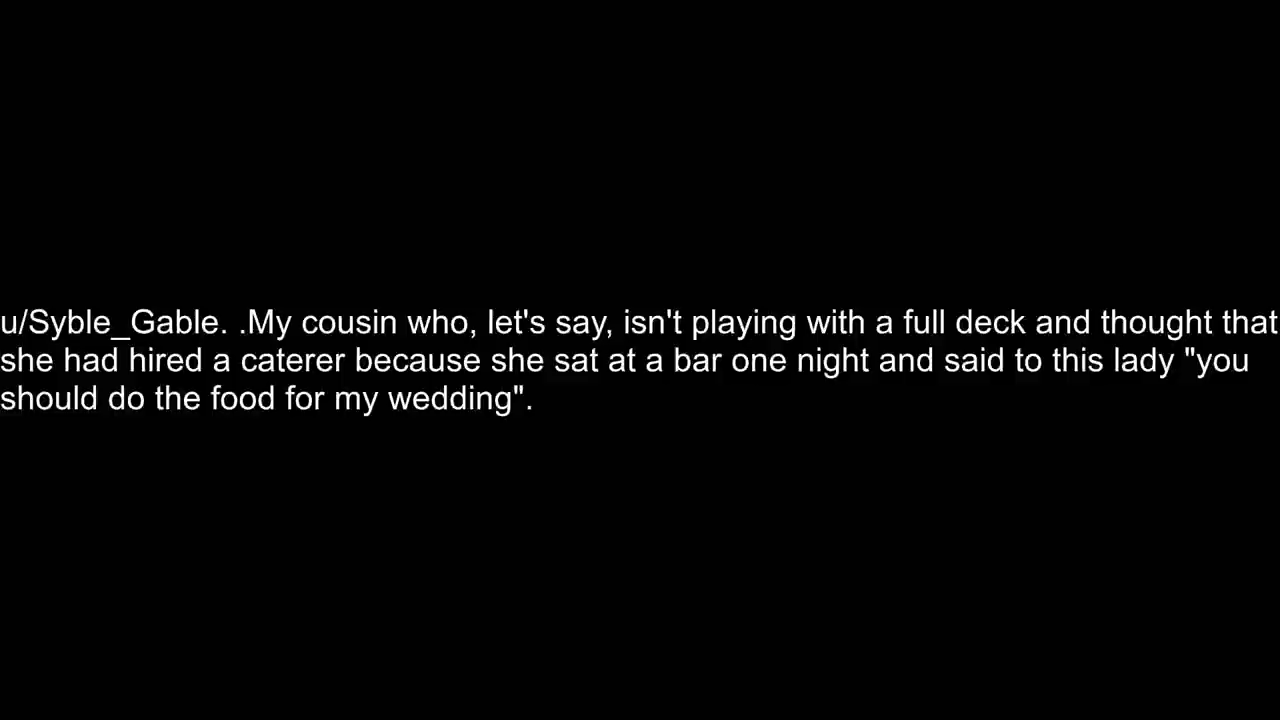 u/Syble_Gable. .My cousin who, let's say, isn't playing with a full deck and thought that
she had hired a caterer because she sat at a bar one night and said to this lady "you
should do the food for my wedding".